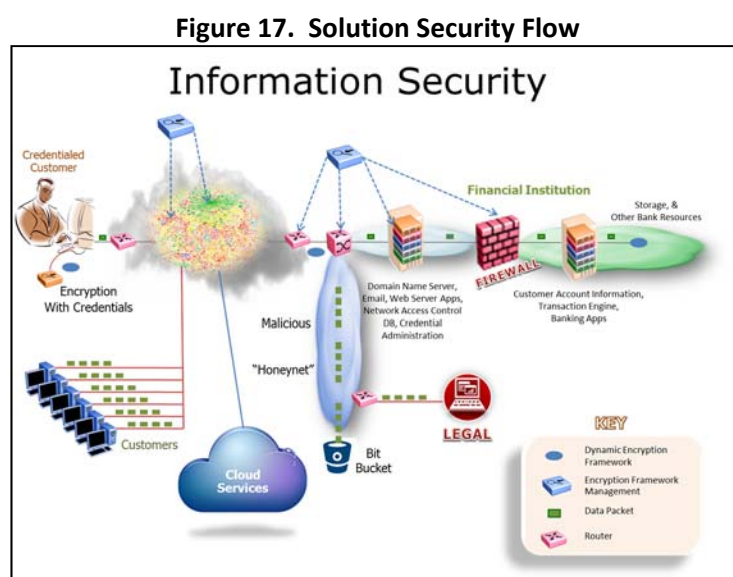 Figure 17.  Solution Security Flow
Information Security
Credentialed
Customer
Encryption
With Credentials
Customers
Cloud
Services
Malicious
"Honeynet"
Bit
Bucket
LEGAL
Domain Name Server,
Email, Web Server Apps,
Network Access Control
DB, Credential
Administration
Financial Institution
FIREWALL
Storage, &
Other Bank Resources
Customer Account Information,
Transaction Engine,
Banking Apps
KEY
Dynamic Encryption
Framework
Encryption Framework
Management
Data Packet
Router